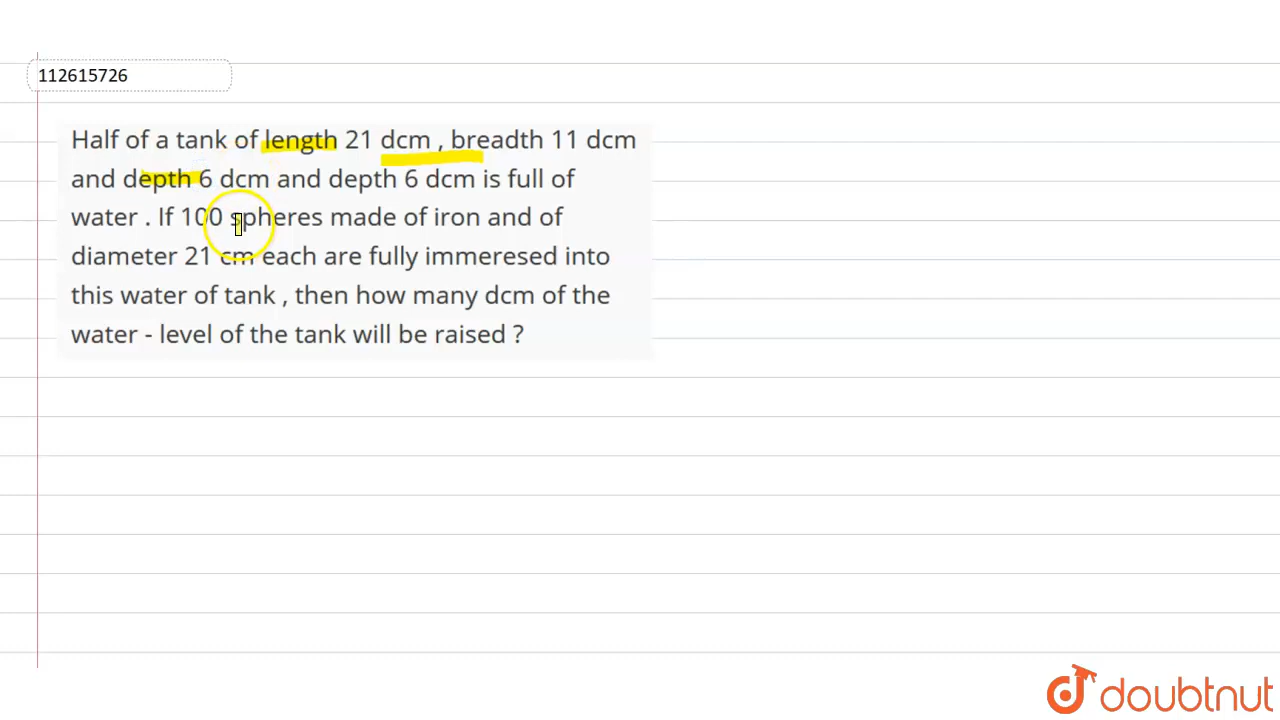 112615726
Half of a tank of length 21 dcm , breadth 11 dcm
and depth 6 dcm and depth 6 dcm is full of
water . If 100 spheres made of iron and of
diameter 21 cm each are fully immeresed into
this water of tank , then how many dcm of the
water - level of the tank will be raised ?
doubtnut